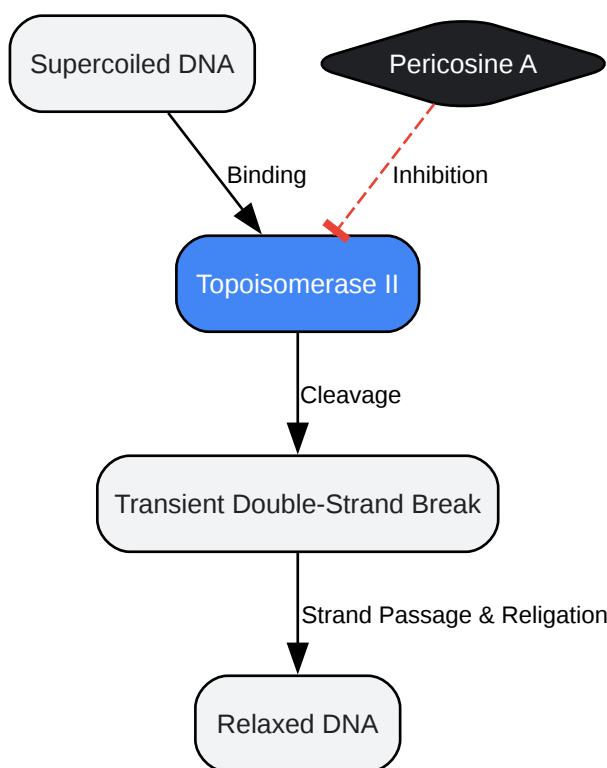 Supercoiled DNA
Pericosine A
Binding
Inhibition
Topoisomerase II
Cleavage
Transient Double-Strand Break
Strand Passage & Religation
Relaxed DNA